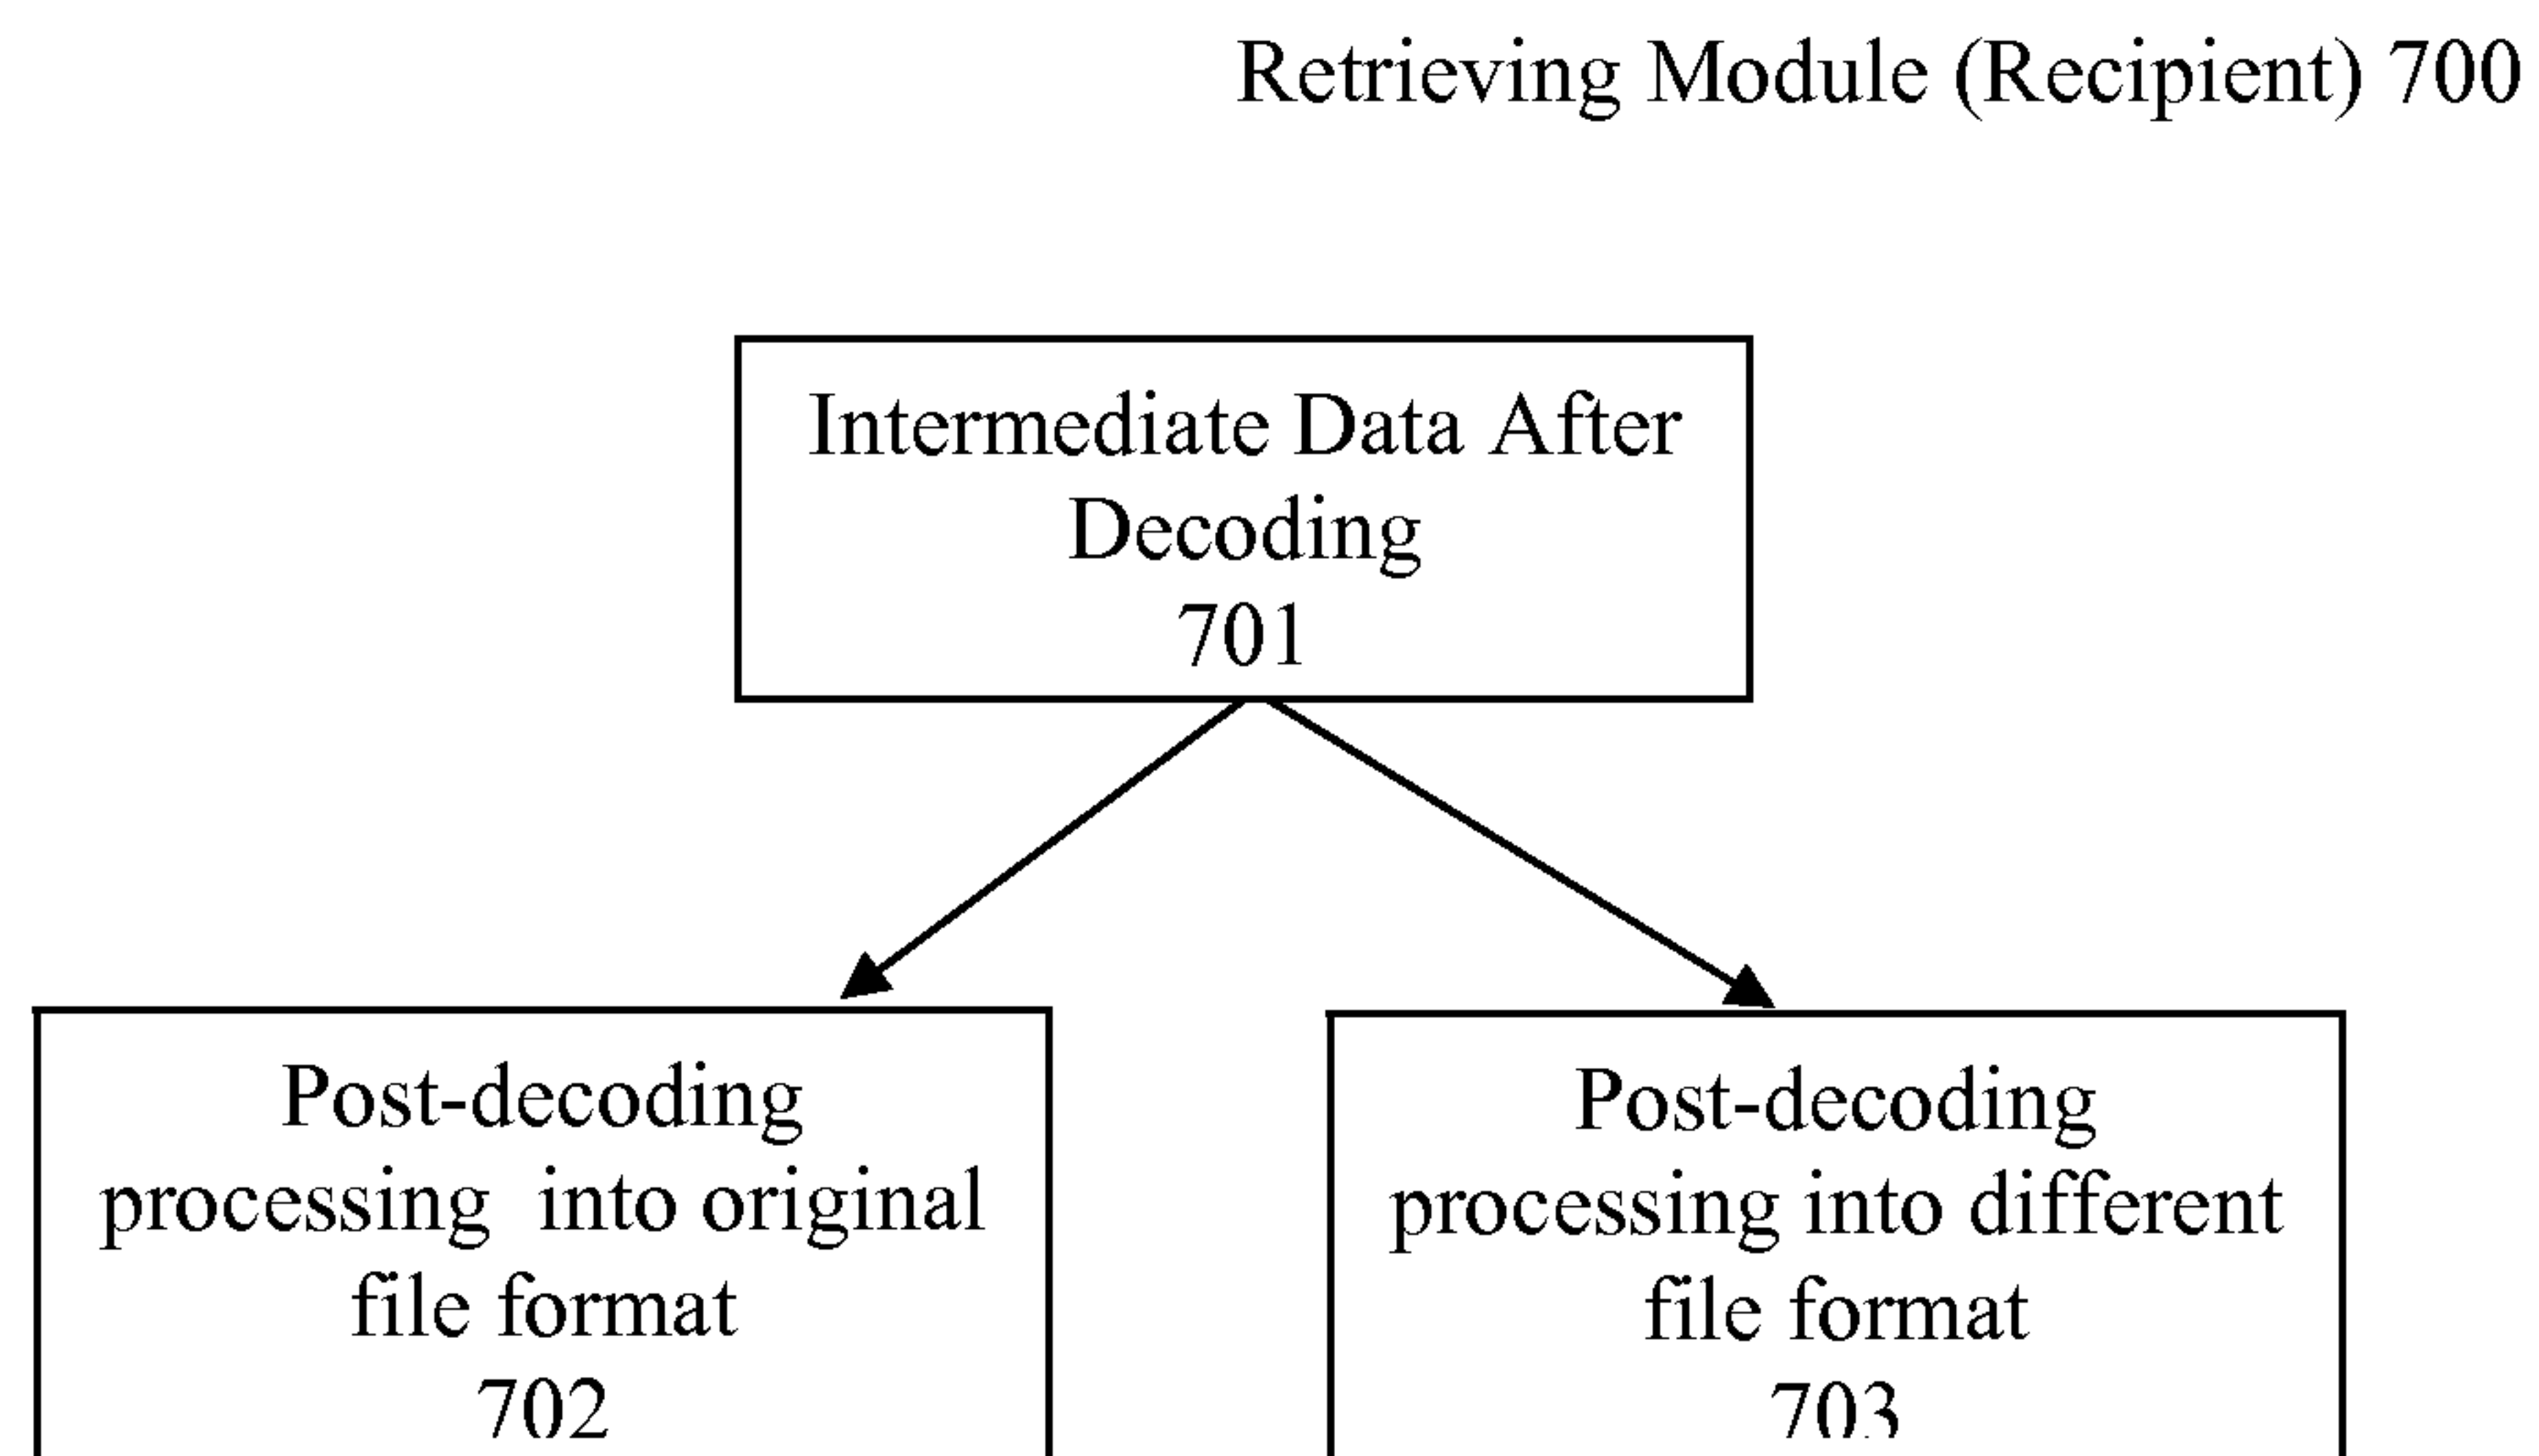 Retrieving Module (Recipient) 700
Intermediate Data After
Decoding
701
Post-decoding
processing into original
file format
702
Post-decoding
processing into different
file format
703